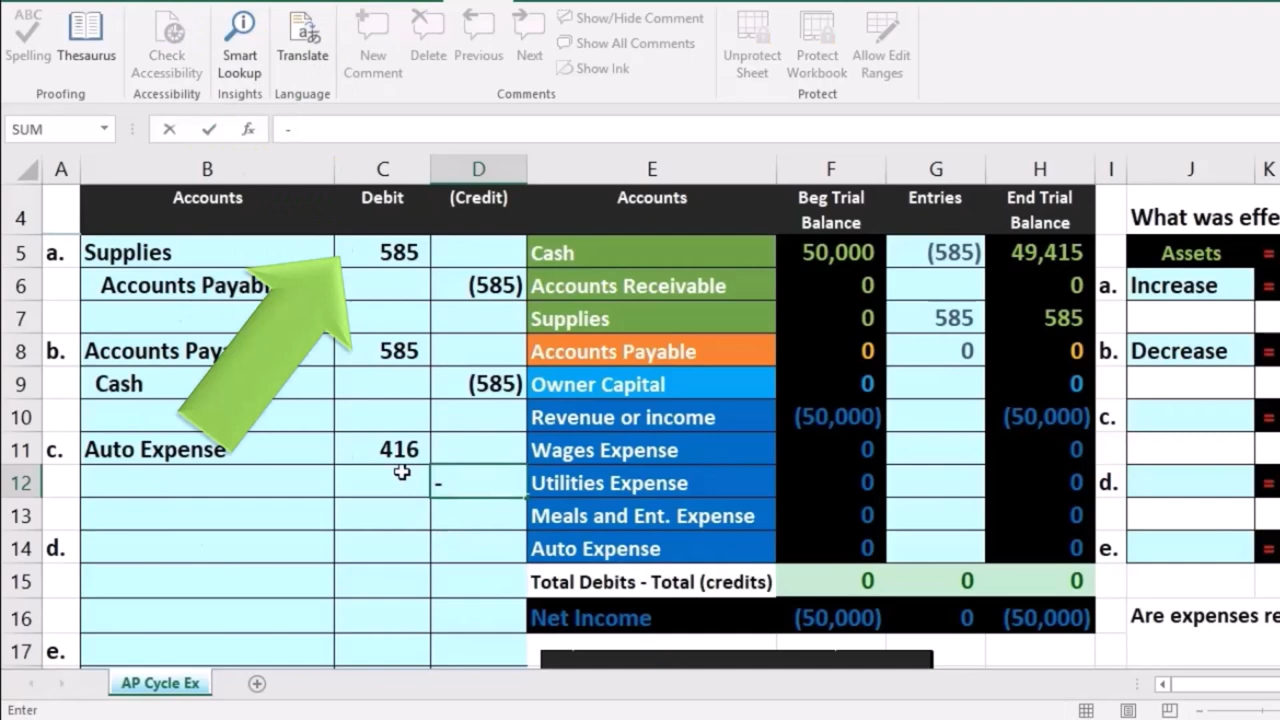 ABC
Spelling Thesaurus Check Accessibility Smart Lookup Translate New Comment Delete Previous Next Show/Hide Comment Show All Comments Show Ink Unprotect Sheet Protect Workbook Allow Edit Ranges
Proofing Accessibility Insights Language Comments Protect
SUM fx -
A B C D E F G H I J K
4 Accounts Debit (Credit) Accounts Beg Trial Balance Entries End Trial Balance What was effe
5 a. Supplies 585 Cash 50,000 (585) 49,415 Assets =
6 Accounts Payab (585) Accounts Receivable 0 0 a. Increase =
7 Supplies 0 585 585
8 b. Accounts Pay 585 Accounts Payable 0 0 0 b. Decrease =
9 Cash (585) Owner Capital 0 0
10 Revenue or income (50,000) (50,000) c. =
11 c. Auto Expense 416 Wages Expense 0 0
12 - Utilities Expense 0 0 d. =
13 Meals and Ent. Expense 0 0
14 d. Auto Expense 0 0 e. =
15 Total Debits - Total (credits) 0 0 0
16 Net Income (50,000) 0 (50,000) Are expenses re
17 e.
AP Cycle Ex
Enter